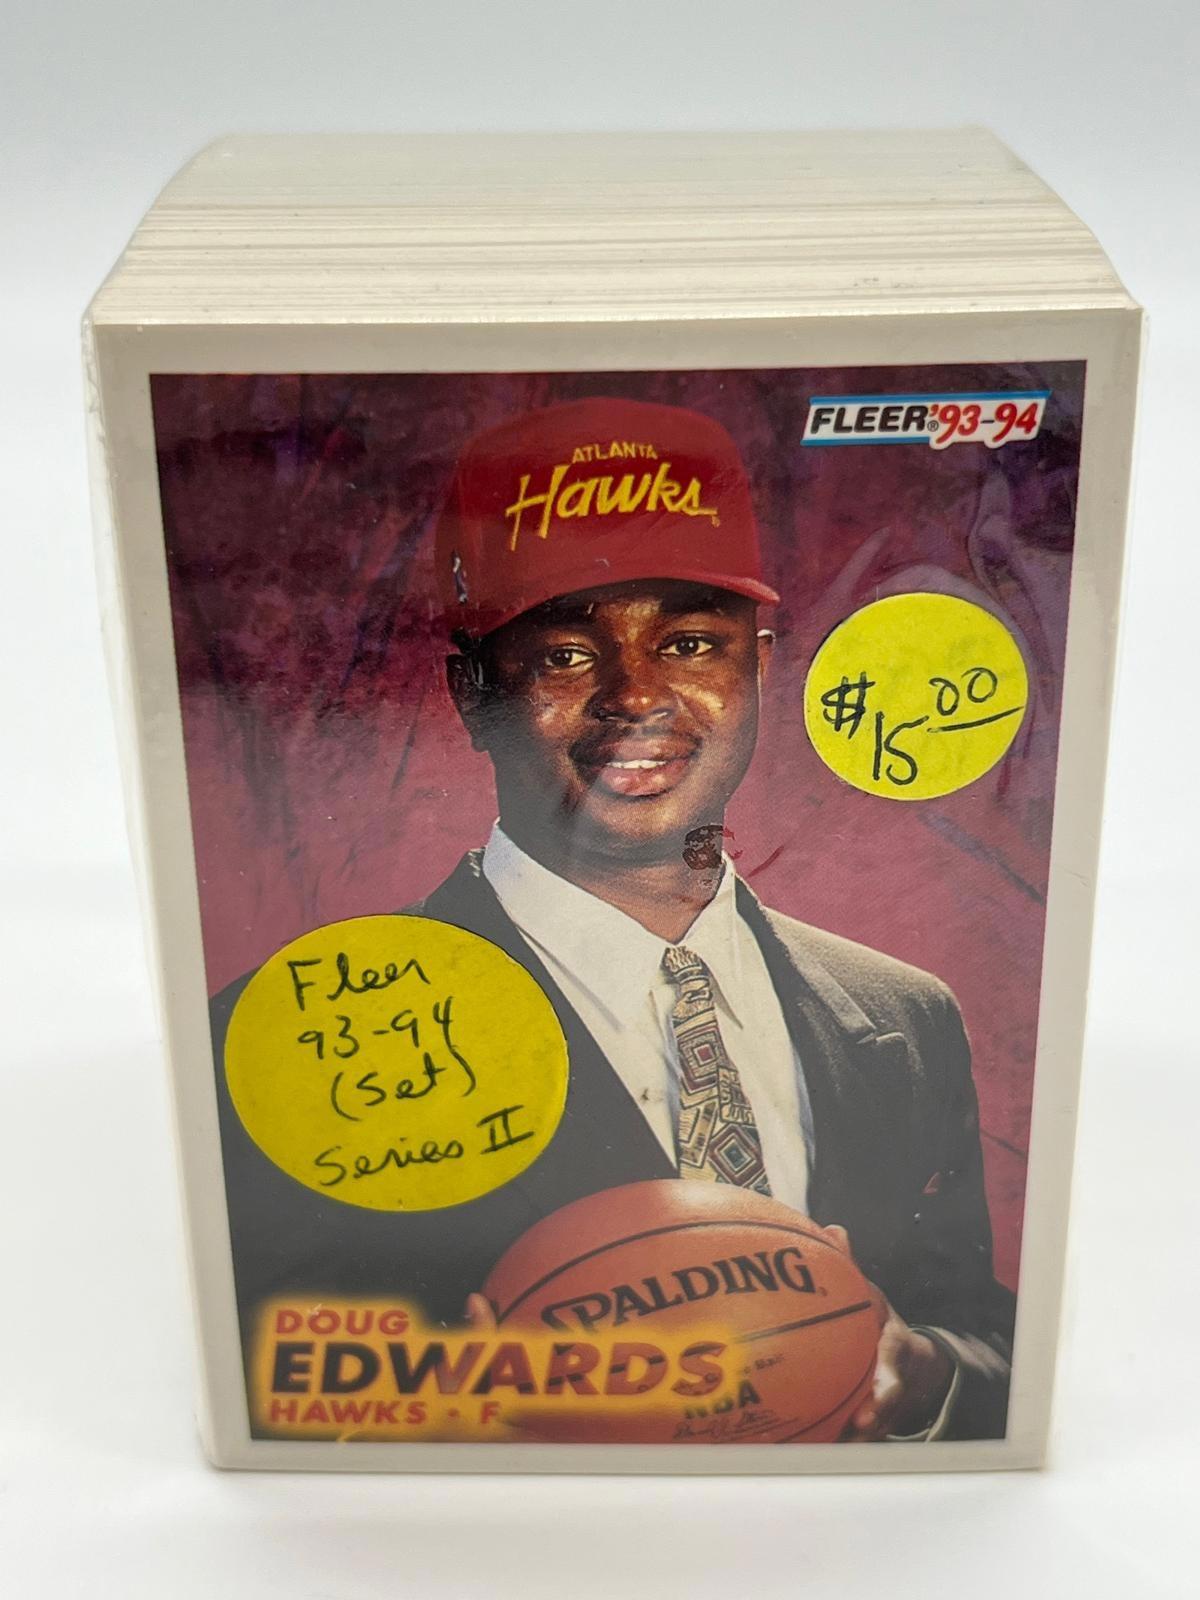 FLEER®'93-94
ATLANTA
Hawks
$15.00
Fleer
93-94
(Set)
Series II
SPALDING
NBA
DOUG
EDWARDS
HAWKS · F